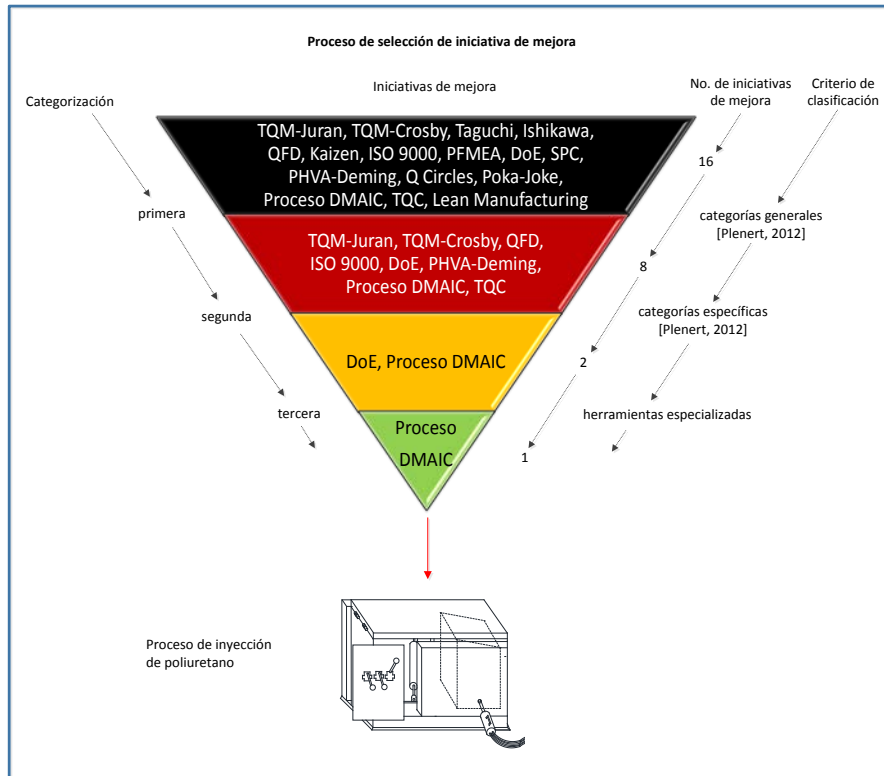 Proceso de selección de iniciativa de mejora
Categorización
Iniciativas de mejora
No. de iniciativas
de mejora
Criterio de
clasificación
TQM-Juran, TQM-Crosby, Taguchi, Ishikawa,
QFD, Kaizen, ISO 9000, PFMEA, DoE, SPC,
PHVA-Deming, Q Circles, Poka-Joke,
Proceso DMAIC, TQC, Lean Manufacturing
16
primera
categorías generales
[Plenert, 2012]
TQM-Juran, TQM-Crosby, QFD,
ISO 9000, DoE, PHVA-Deming,
Proceso DMAIC, TQC
8
segunda
categorías específicas
[Plenert, 2012]
DoE, Proceso DMAIC
2
tercera
herramientas especializadas
Proceso
DMAIC
1
Proceso de inyección
de poliuretano